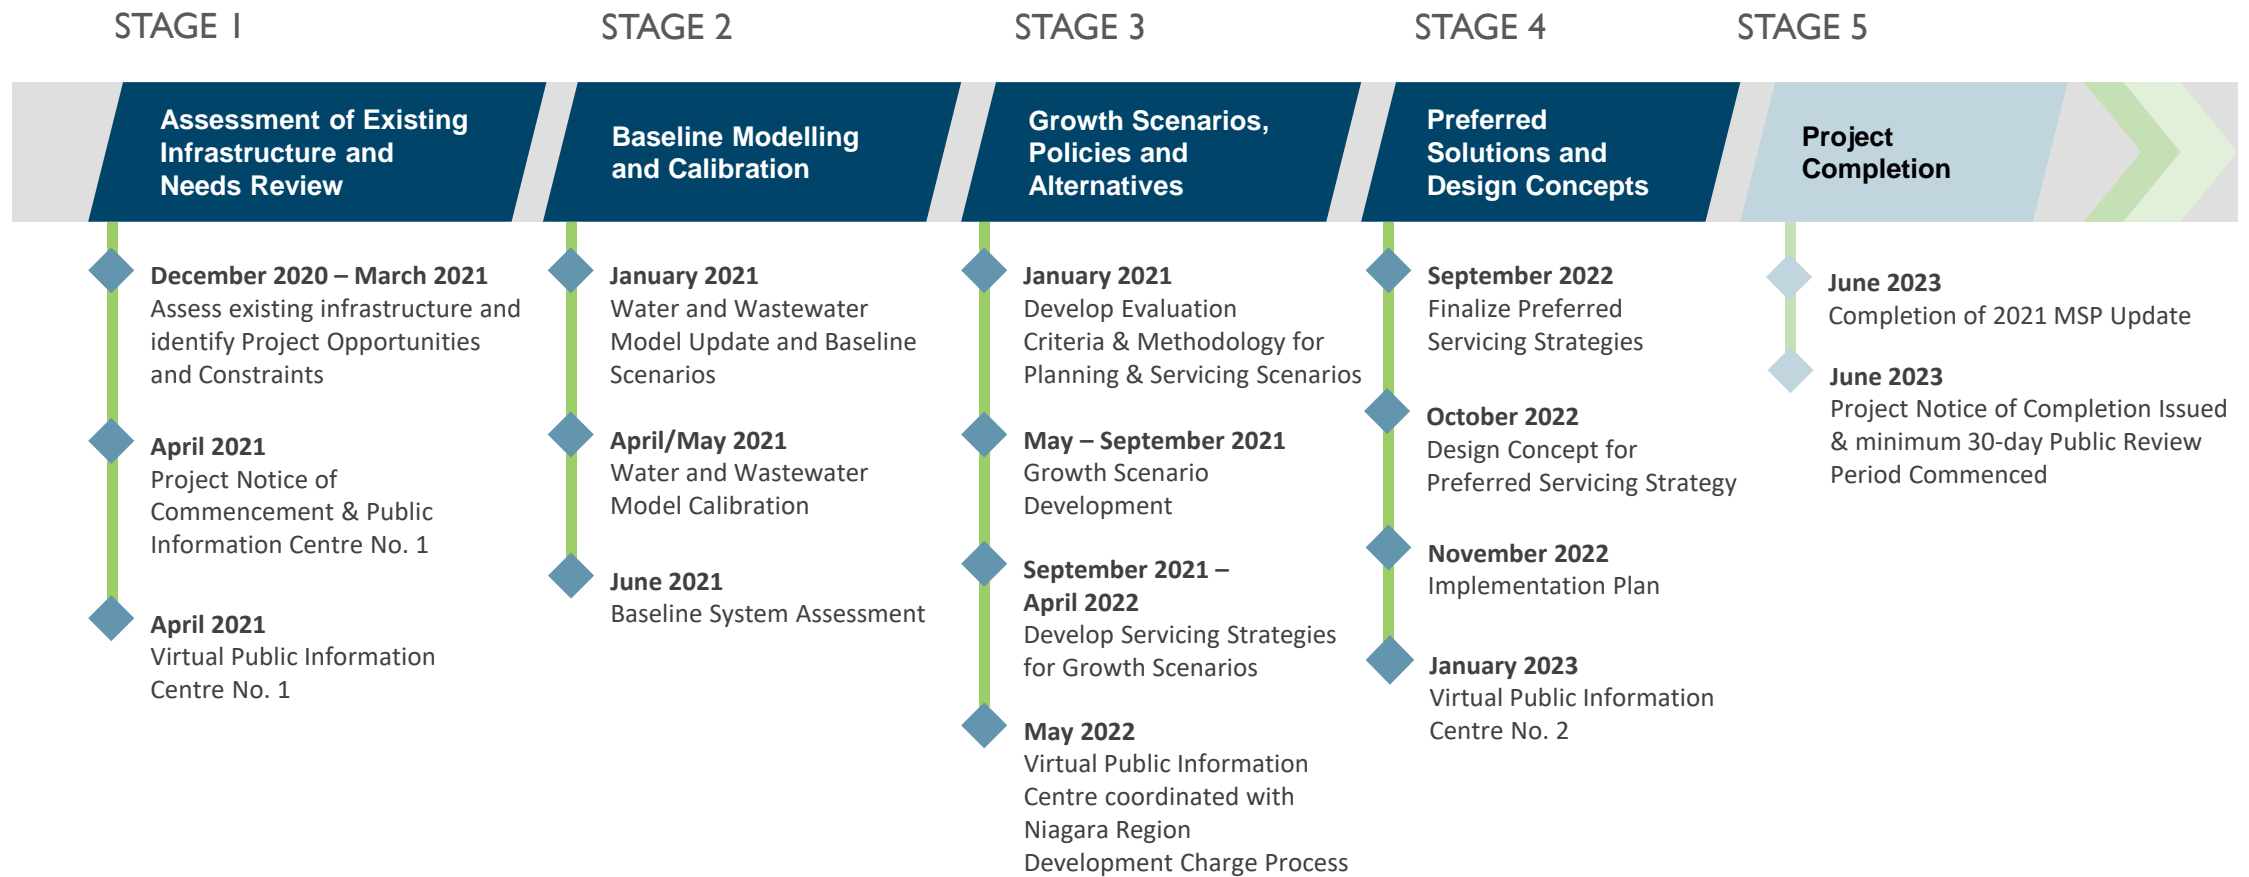 STAGE 1
STAGE 2
STAGE 3
STAGE 4
STAGE 5
Assessment of Existing
Infrastructure and
Needs Review
Baseline Modelling
and Calibration
Growth Scenarios,
Policies and
Alternatives
Preferred
Solutions and
Design Concepts
Project
Completion
December 2020 – March 2021
Assess existing infrastructure and
identify Project Opportunities
and Constraints
April 2021
Project Notice of
Commencement & Public
Information Centre No. 1
April 2021
Virtual Public Information
Centre No. 1
January 2021
Water and Wastewater
Model Update and Baseline
Scenarios
April/May 2021
Water and Wastewater
Model Calibration
June 2021
Baseline System Assessment
January 2021
Develop Evaluation
Criteria & Methodology for
Planning & Servicing Scenarios
May – September 2021
Growth Scenario
Development
September 2021 –
April 2022
Develop Servicing Strategies
for Growth Scenarios
May 2022
Virtual Public Information
Centre coordinated with
Niagara Region
Development Charge Process
September 2022
Finalize Preferred
Servicing Strategies
October 2022
Design Concept for
Preferred Servicing Strategy
November 2022
Implementation Plan
January 2023
Virtual Public Information
Centre No. 2
June 2023
Completion of 2021 MSP Update
June 2023
Project Notice of Completion Issued
& minimum 30-day Public Review
Period Commenced